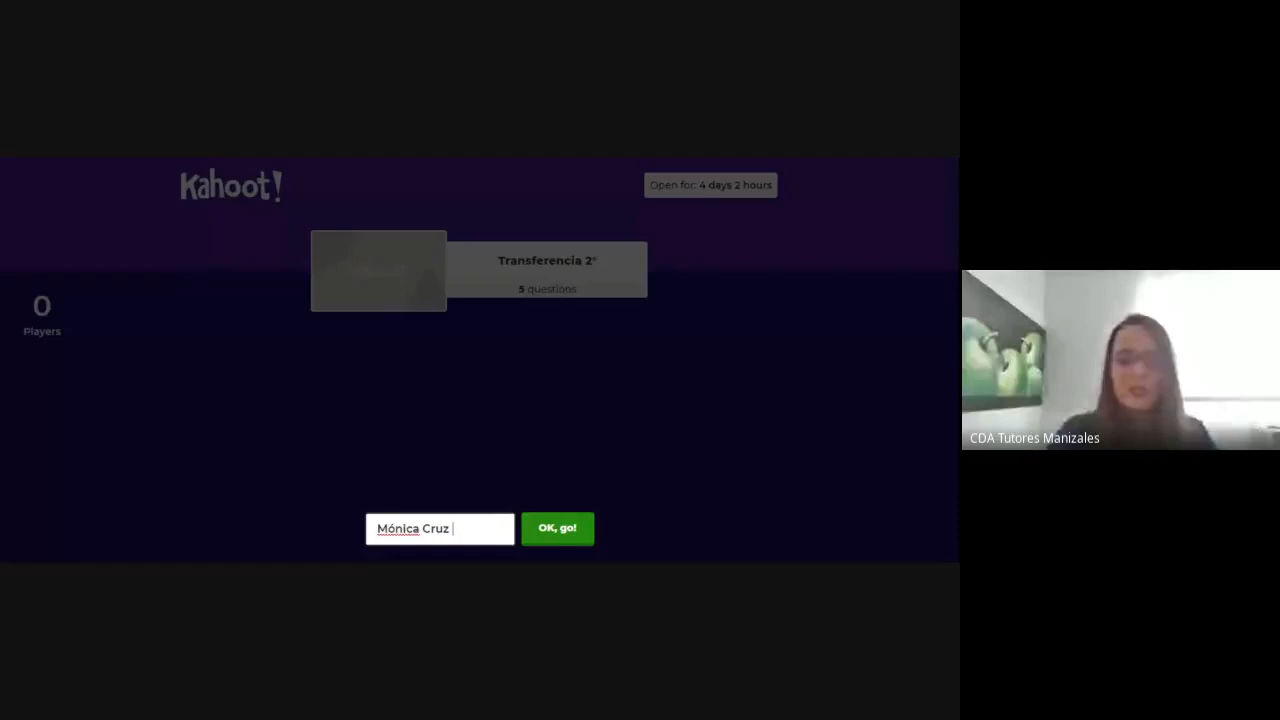 Kahoot!
Open for: 4 days 2 hours
Transferencia 2°
5 questions
0
Players
Mónica Cruz
OK, go!
CDA Tutores Manizales